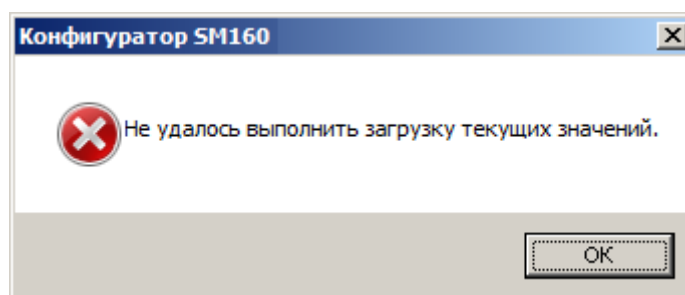 Конфигуратор SM160
Не удалось выполнить загрузку текущих значений.
OK